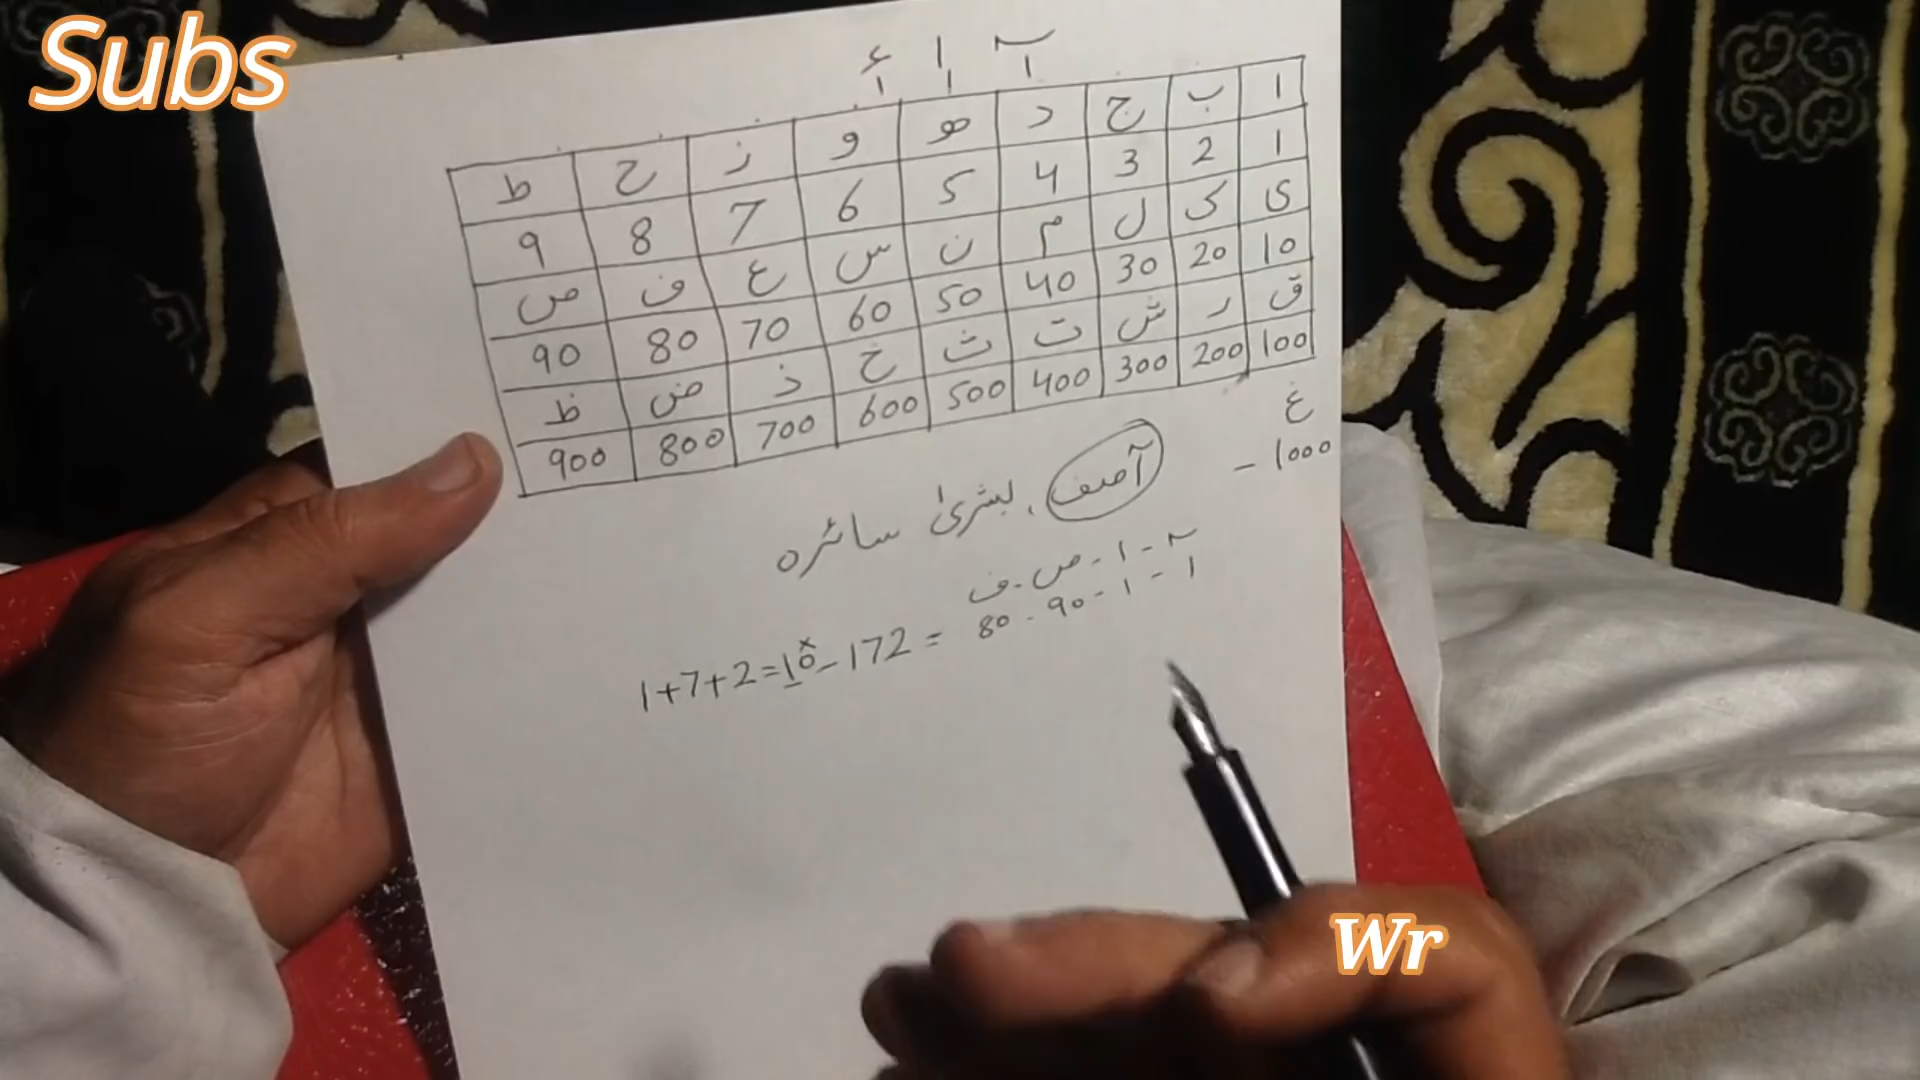 Subs
آ ا أ
ا ب ج د ھ و ز ح ط
1 2 3 4 5 6 7 8 9
ی ک ل م ن س ع ف ص
10 20 30 40 50 60 70 80 90
ق ر ش ت ث خ ذ ض ظ
100 200 300 400 500 600 700 800 900
غ
- 1000
آصف، بشریٰ سائرہ
~ - ا - ص - ف
1+7+2=10 - 172 = 80 - 90 - 1 - 1
Wr